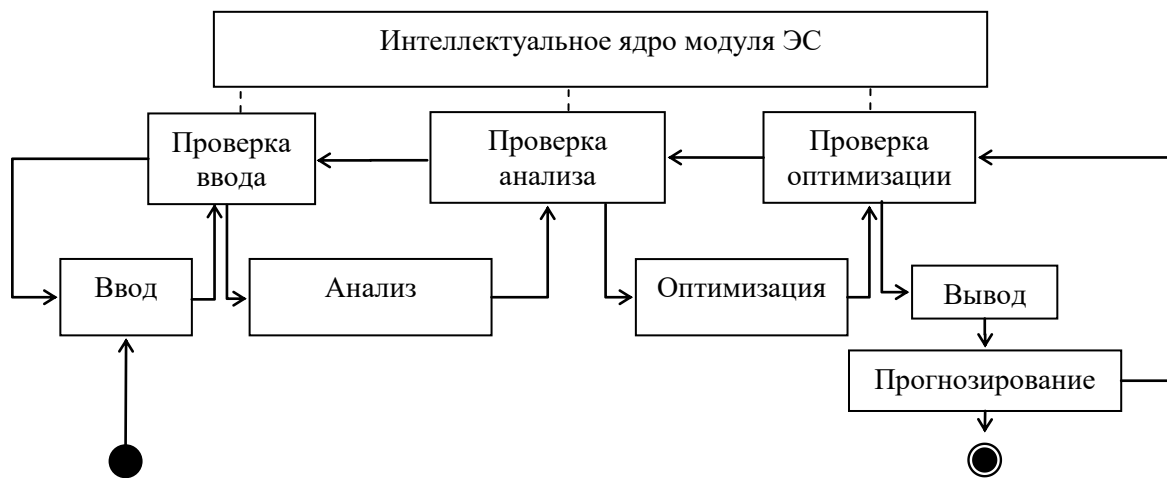 Интеллектуальное ядро модуля ЭС
Проверка
ввода
Проверка
анализа
Проверка
оптимизации
Ввод
Анализ
Оптимизация
Вывод
Прогнозирование